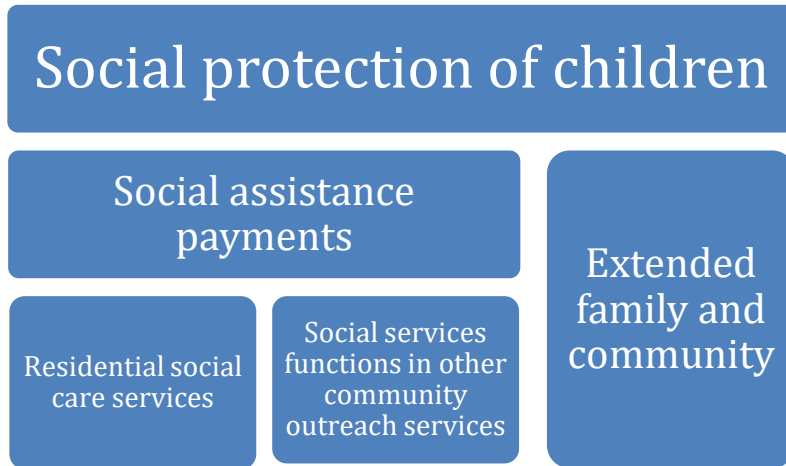 Social protection of children
Social assistance
payments
Extended
family and
community
Residential social
care services
Social services
functions in other
community
outreach services